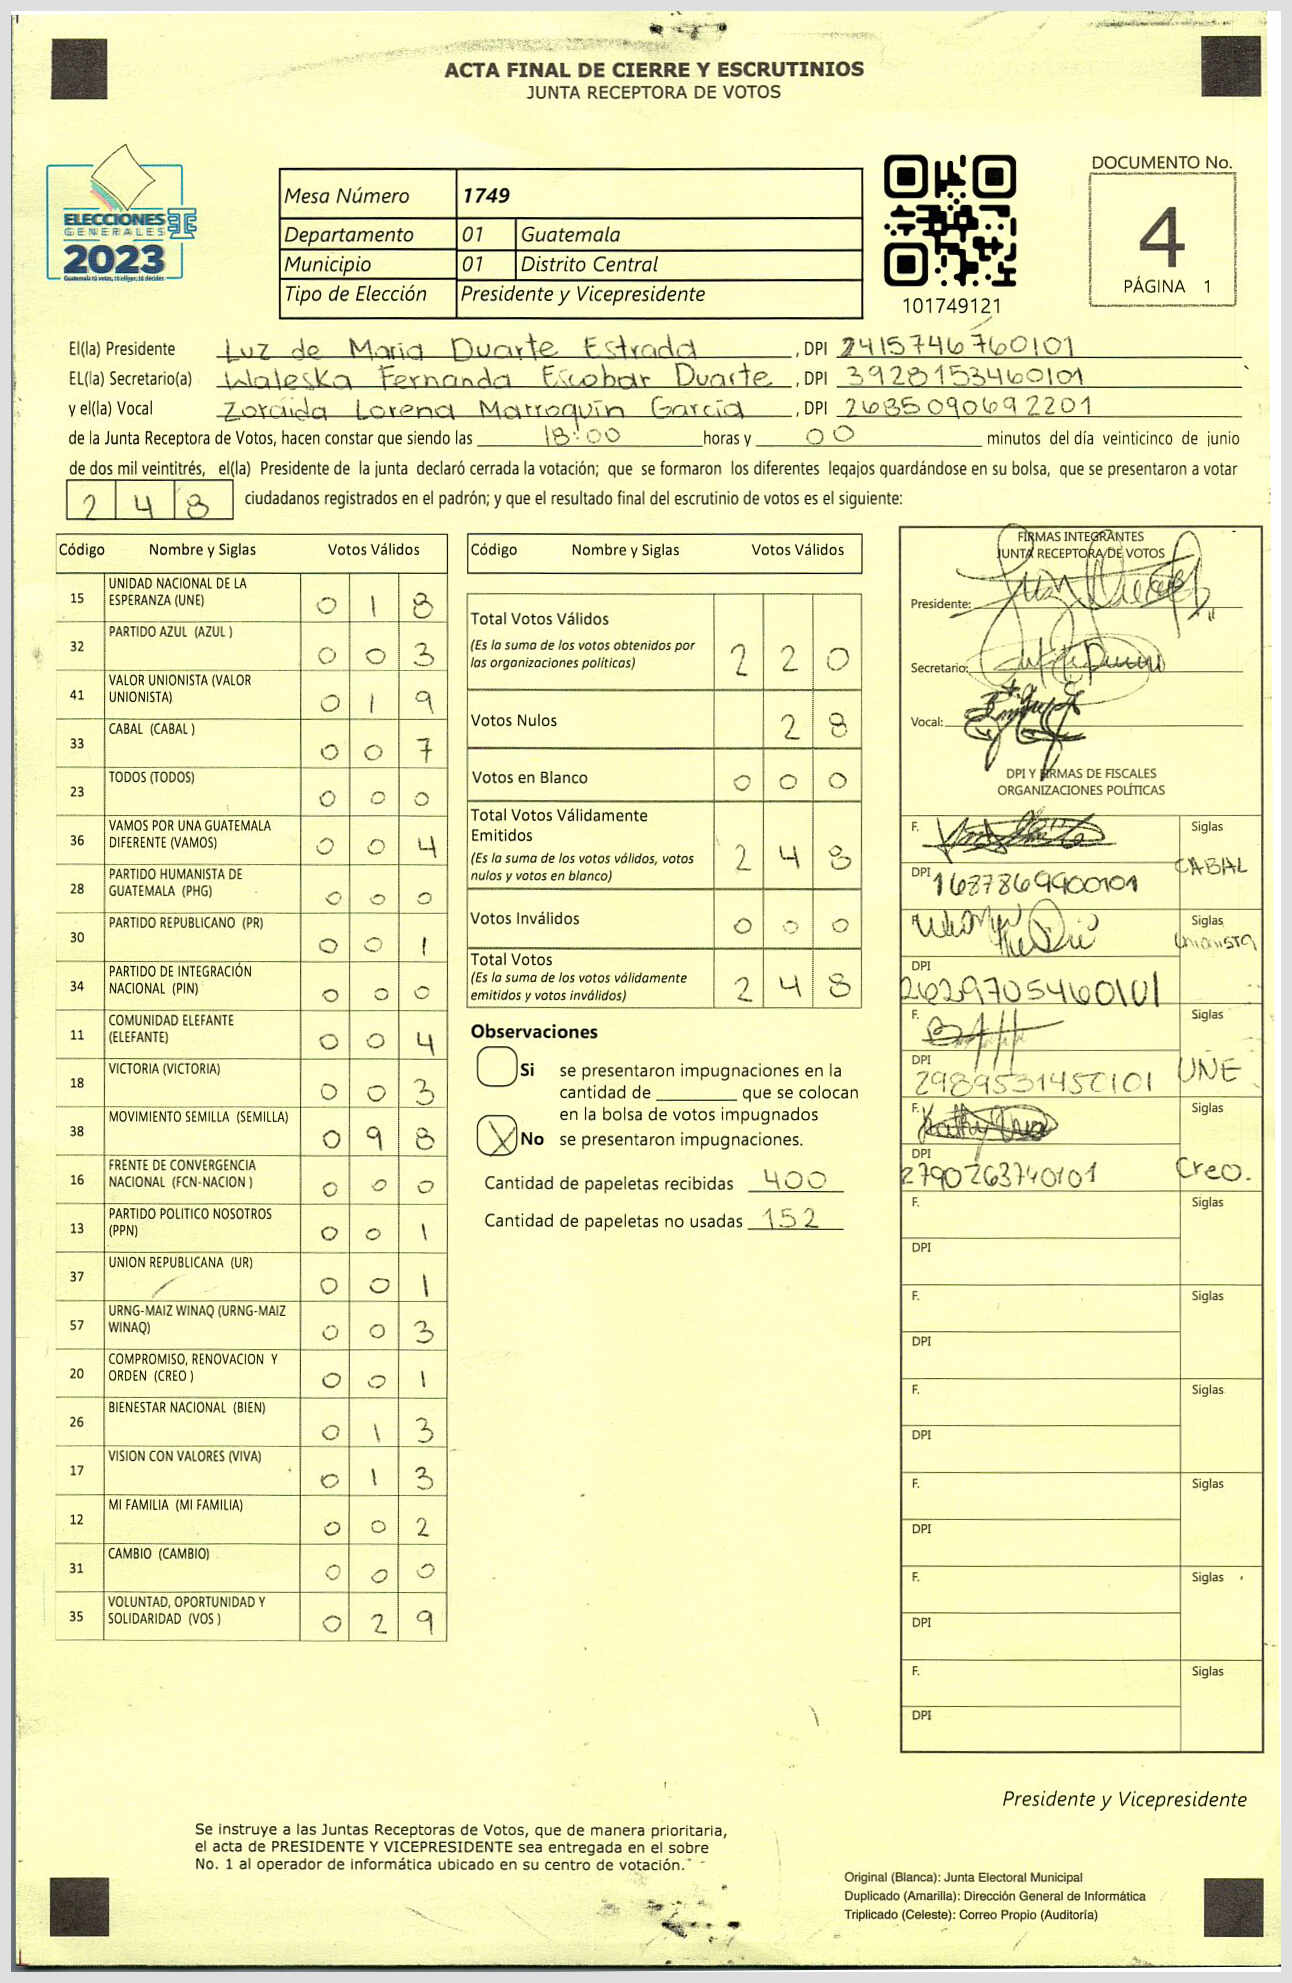 ACTA FINAL DE CIERRE Y ESCRUTINIOS
JUNTA RECEPTORA DE VOTOS
ELECCIONES
GENERALES
2023
Guatemala tú votas, tú eliges, tú decides
Mesa Número 1749
Departamento 01 Guatemala
Municipio 01 Distrito Central
Tipo de Elección Presidente y Vicepresidente
101749121
DOCUMENTO No.
4
PÁGINA 1
El(la) Presidente Luz de Maria Duarte Estrada, DPI 2415746760101
EL(la) Secretario(a) Waleska Fernanda Escobar Duarte, DPI 3928153460101
y el(la) Vocal Zoraida Lorena Marroquín García, DPI 2685090692201
de la Junta Receptora de Votos, hacen constar que siendo las 18:00 horas y 00 minutos del día veinticinco de junio
de dos mil veintitrés, el(la) Presidente de la junta declaró cerrada la votación; que se formaron los diferentes legajos guardándose en su bolsa, que se presentaron a votar
248 ciudadanos registrados en el padrón; y que el resultado final del escrutinio de votos es el siguiente:
Código Nombre y Siglas Votos Válidos
15 UNIDAD NACIONAL DE LA ESPERANZA (UNE) 0 1 8
32 PARTIDO AZUL (AZUL ) 0 0 3
41 VALOR UNIONISTA (VALOR UNIONISTA) 0 1 9
33 CABAL (CABAL ) 0 0 7
23 TODOS (TODOS) 0 0 0
36 VAMOS POR UNA GUATEMALA DIFERENTE (VAMOS) 0 0 4
28 PARTIDO HUMANISTA DE GUATEMALA (PHG) 0 0 0
30 PARTIDO REPUBLICANO (PR) 0 0 1
34 PARTIDO DE INTEGRACIÓN NACIONAL (PIN) 0 0 0
11 COMUNIDAD ELEFANTE (ELEFANTE) 0 0 4
18 VICTORIA (VICTORIA) 0 0 3
38 MOVIMIENTO SEMILLA (SEMILLA) 0 9 8
16 FRENTE DE CONVERGENCIA NACIONAL (FCN-NACION ) 0 0 0
13 PARTIDO POLITICO NOSOTROS (PPN) 0 0 1
37 UNION REPUBLICANA (UR) 0 0 1
57 URNG-MAIZ WINAQ (URNG-MAIZ WINAQ) 0 0 3
20 COMPROMISO, RENOVACION Y ORDEN (CREO ) 0 0 1
26 BIENESTAR NACIONAL (BIEN) 0 1 3
17 VISION CON VALORES (VIVA) 0 1 3
12 MI FAMILIA (MI FAMILIA) 0 0 2
31 CAMBIO (CAMBIO) 0 0 0
35 VOLUNTAD, OPORTUNIDAD Y SOLIDARIDAD (VOS ) 0 2 9
Código Nombre y Siglas Votos Válidos
Total Votos Válidos 2 2 0
(Es la suma de los votos obtenidos por
las organizaciones políticas)
Votos Nulos 2 8
Votos en Blanco 0 0 0
Total Votos Válidamente
Emitidos 2 4 8
(Es la suma de los votos válidos, votos
nulos y votos en blanco)
Votos Inválidos 0 0 0
Total Votos 2 4 8
(Es la suma de los votos válidamente
emitidos y votos inválidos)
Observaciones
Si se presentaron impugnaciones en la
cantidad de ________ que se colocan
en la bolsa de votos impugnados
X No se presentaron impugnaciones.
Cantidad de papeletas recibidas 400
Cantidad de papeletas no usadas 152
FIRMAS INTEGRANTES
JUNTA RECEPTORA DE VOTOS
Presidente:
Secretario:
Vocal:
DPI Y FIRMAS DE FISCALES
ORGANIZACIONES POLÍTICAS
F. Siglas CABAL
DPI 1687869900101
F. Siglas Unionista
DPI 2629705460101
F. Siglas UNE
DPI 2989531450101
F. Siglas Creo.
DPI 2790263740101
F. Siglas
DPI
F. Siglas
DPI
F. Siglas
DPI
F. Siglas
DPI
F. Siglas
DPI
F. Siglas
DPI
Presidente y Vicepresidente
Se instruye a las Juntas Receptoras de Votos, que de manera prioritaria,
el acta de PRESIDENTE Y VICEPRESIDENTE sea entregada en el sobre
No. 1 al operador de informática ubicado en su centro de votación.
Original (Blanca): Junta Electoral Municipal
Duplicado (Amarilla): Dirección General de Informática
Triplicado (Celeste): Correo Propio (Auditoría)